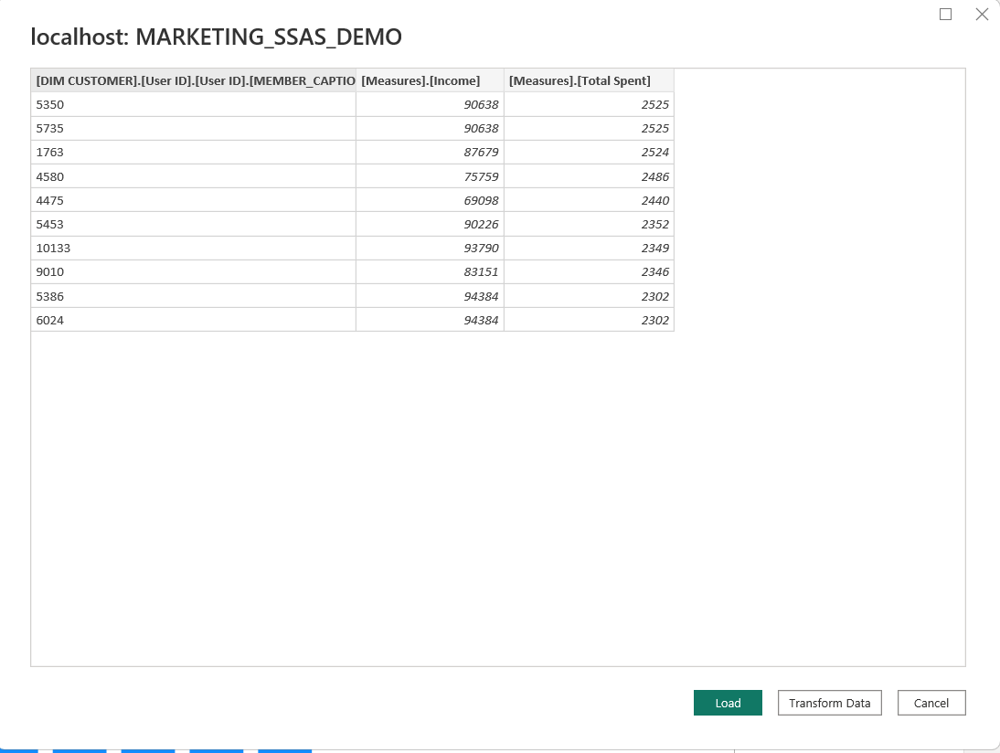 localhost: MARKETING_SSAS_DEMO
[DIM CUSTOMER].[User ID].[User ID].[MEMBER_CAPTIO [Measures].[Income] [Measures].[Total Spent]
5350 90638 2525
5735 90638 2525
1763 87679 2524
4580 75759 2486
4475 69098 2440
5453 90226 2352
10133 93790 2349
9010 83151 2346
5386 94384 2302
6024 94384 2302
Load Transform Data Cancel